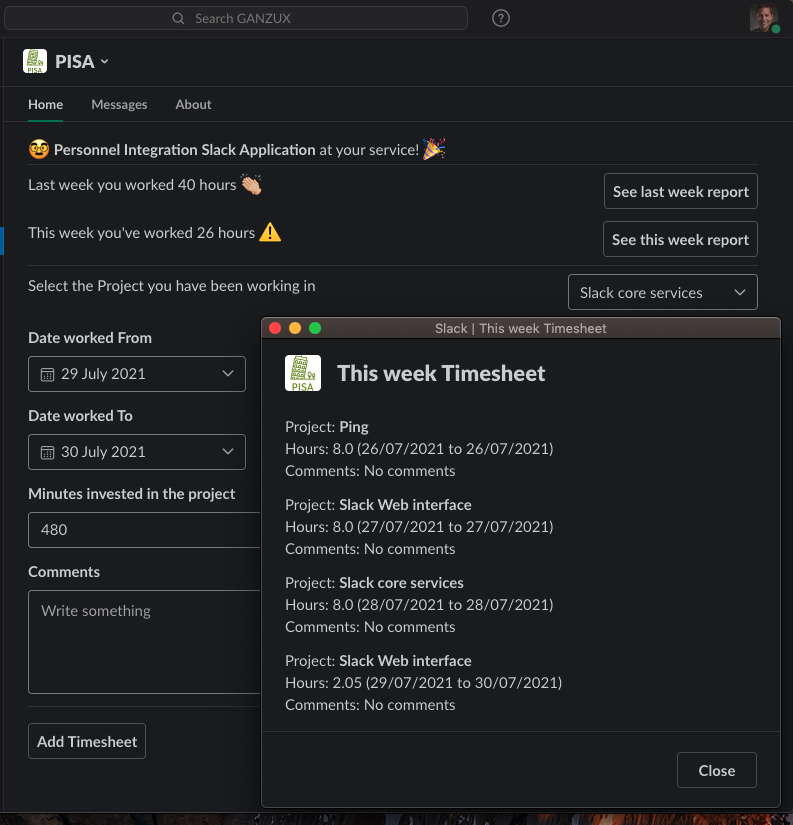 Search GANZUX
?
PISA
PISA
Home Messages About
Personnel Integration Slack Application at your service!
Last week you worked 40 hours
See last week report
This week you've worked 26 hours
See this week report
Select the Project you have been working in
Slack core services
Date worked From
29 July 2021
Date worked To
30 July 2021
Minutes invested in the project
480
Comments
Write something
Add Timesheet
Slack | This week Timesheet
PISA
This week Timesheet
Project: Ping
Hours: 8.0 (26/07/2021 to 26/07/2021)
Comments: No comments
Project: Slack Web interface
Hours: 8.0 (27/07/2021 to 27/07/2021)
Comments: No comments
Project: Slack core services
Hours: 8.0 (28/07/2021 to 28/07/2021)
Comments: No comments
Project: Slack Web interface
Hours: 2.05 (29/07/2021 to 30/07/2021)
Comments: No comments
Close